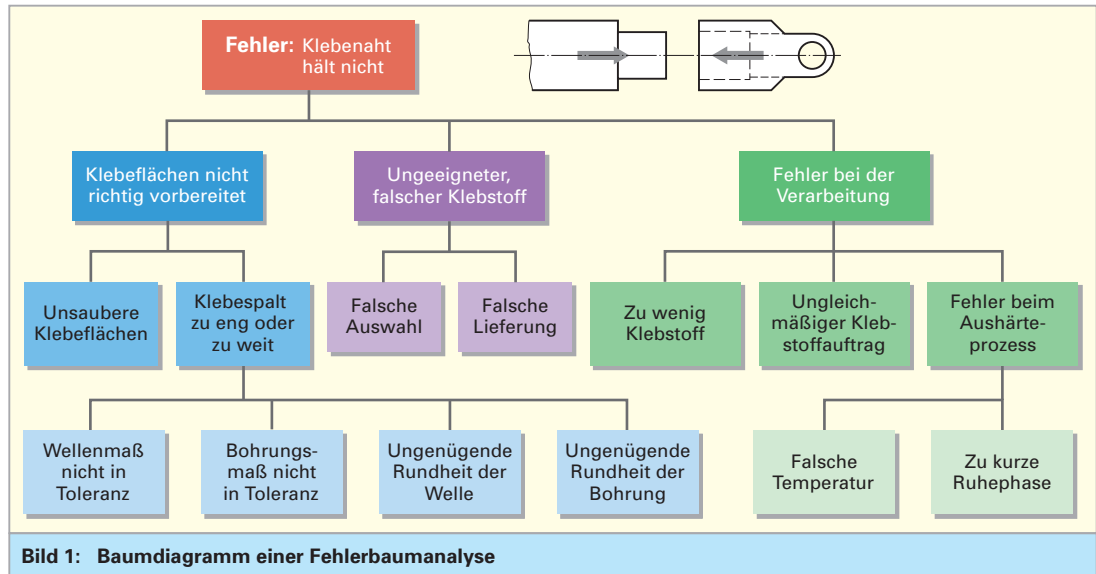 Fehler: Klebenaht
hält nicht
Klebeflächen nicht
richtig vorbereitet
Ungeeigneter,
falscher Klebstoff
Fehler bei der
Verarbeitung
Unsaubere
Klebeflächen
Klebespalt
zu eng oder
zu weit
Falsche
Auswahl
Falsche
Lieferung
Zu wenig
Klebstoff
Ungleich-
mäßiger Kleb-
stoffauftrag
Fehler beim
Aushärte-
prozess
Wellenmaß
nicht in
Toleranz
Bohrungs-
maß nicht
in Toleranz
Ungenügende
Rundheit der
Welle
Ungenügende
Rundheit der
Bohrung
Falsche
Temperatur
Zu kurze
Ruhephase
Bild 1: Baumdiagramm einer Fehlerbaumanalyse